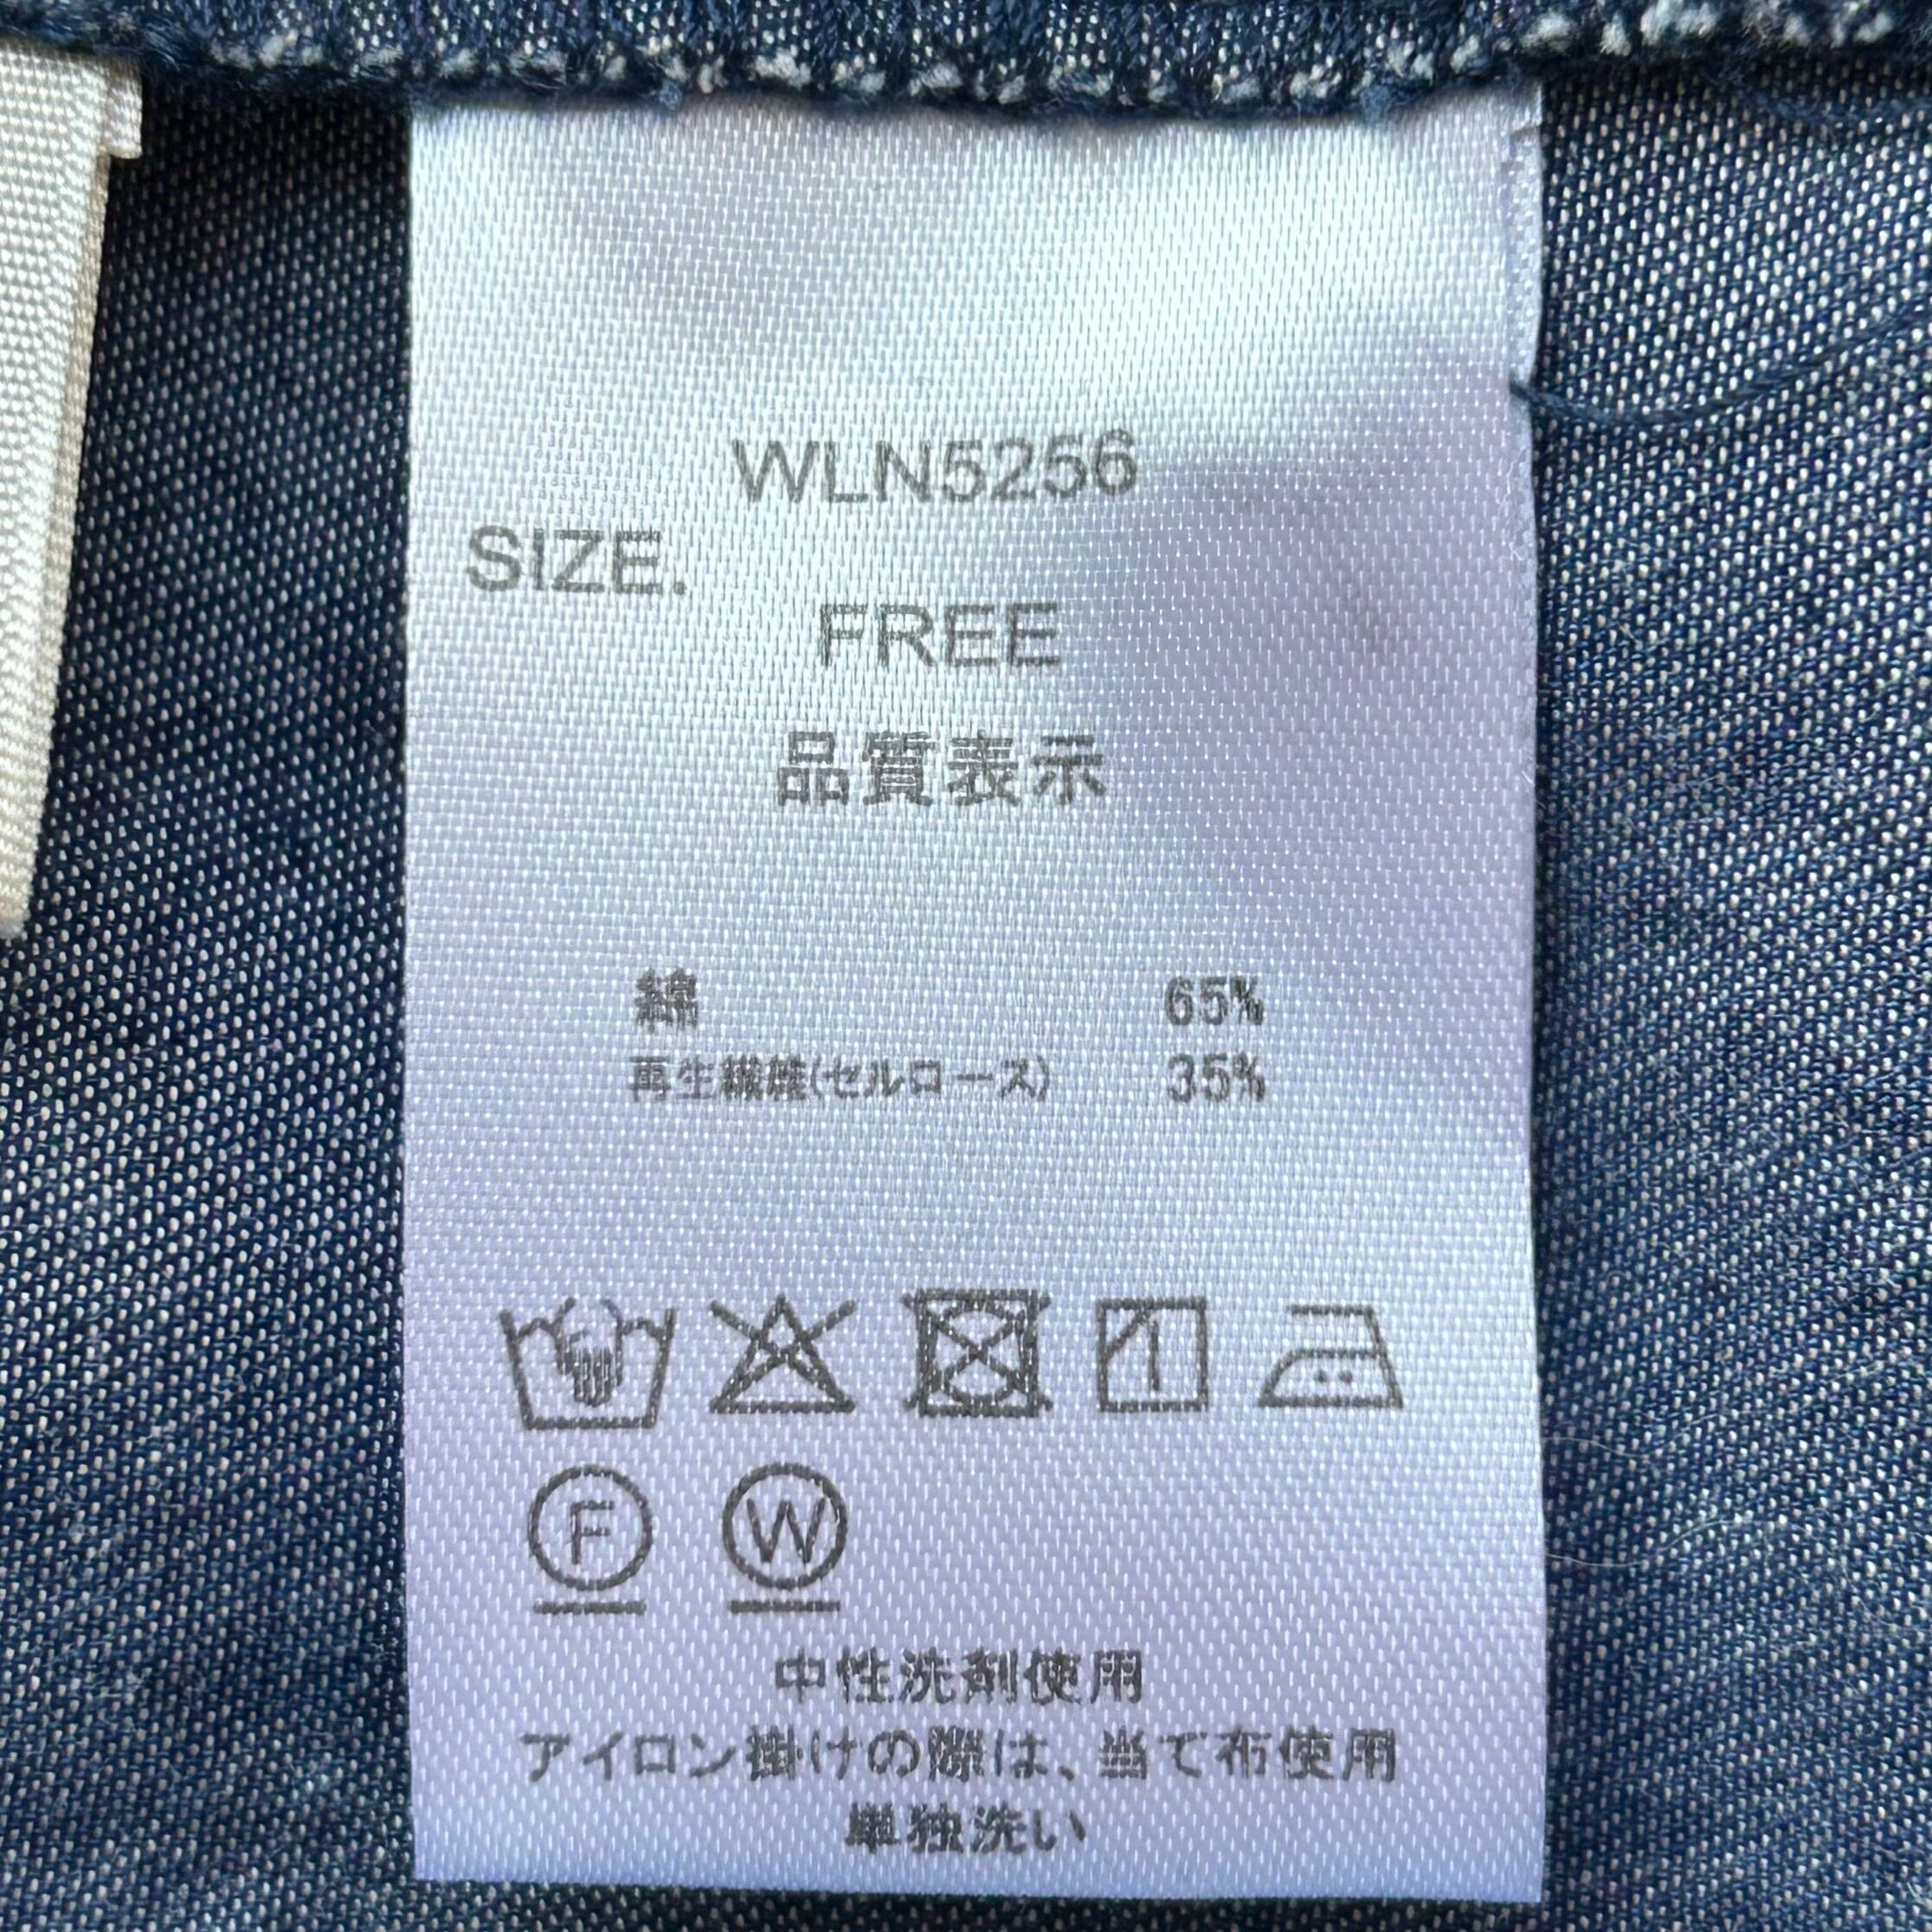 WLN5256
SIZE.
FREE
品質表示
綿 65%
再生繊維(セルロース) 35%
F W
中性洗剤使用
アイロン掛けの際は、当て布使用
単独洗い